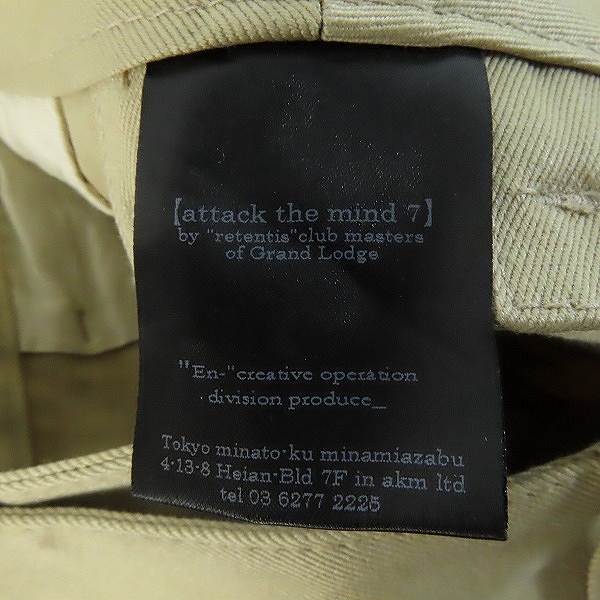 【attack the mind 7】
by "retentis"club masters
of Grand Lodge
"En-"creative operation
division produce_
Tokyo minato·ku minamiazabu
4·13·8 Heian·Bld 7F in akm ltd
tel 03 6277 2225